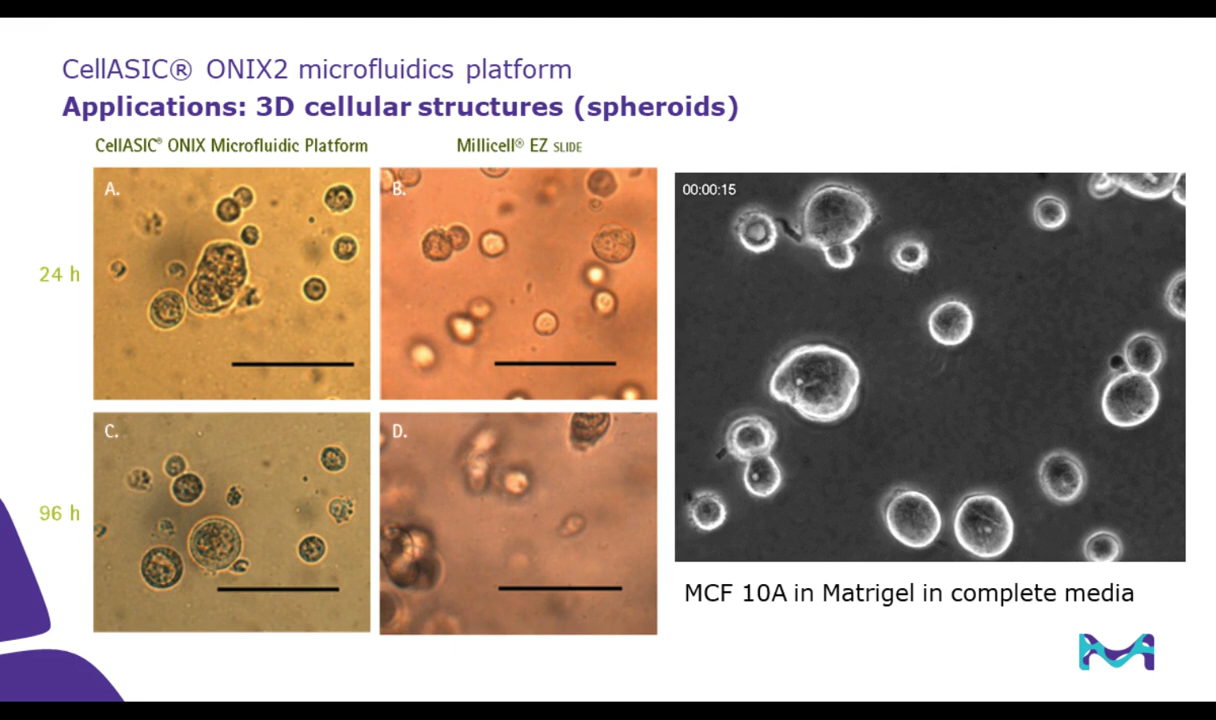 CellASIC® ONIX2 microfluidics platform
Applications: 3D cellular structures (spheroids)
CellASIC® ONIX Microfluidic Platform
Millicell® EZ SLIDE
A.
B.
00:00:15
24 h
C.
D.
96 h
MCF 10A in Matrigel in complete media